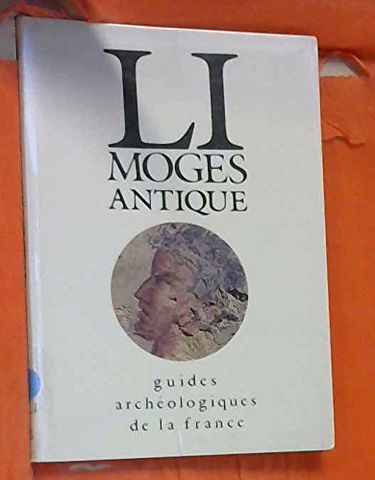 LI
MOGES
ANTIQUE
guides
archéologiques
de la france